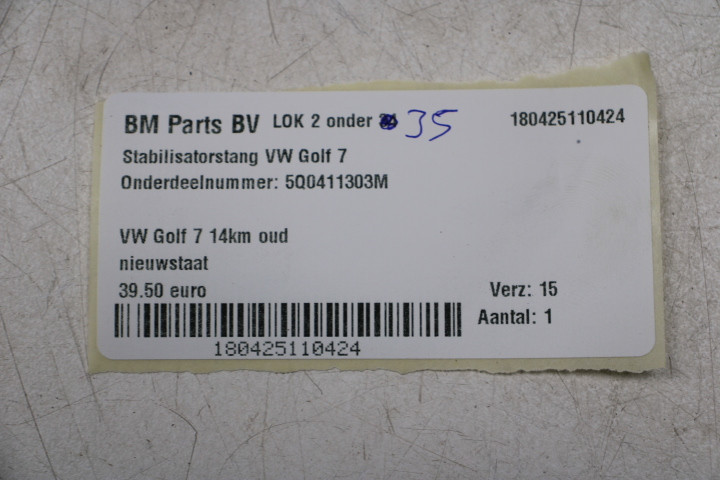 BM Parts BV LOK 2 onder 35 180425110424
Stabilisatorstang VW Golf 7
Onderdeelnummer: 5Q0411303M
VW Golf 7 14km oud
nieuwstaat
39.50 euro Verz: 15
Aantal: 1
180425110424